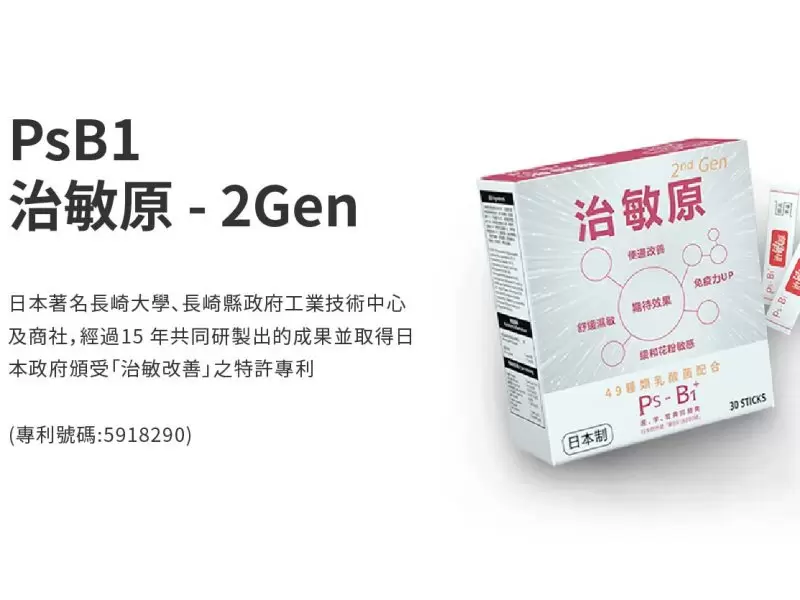 PsB1
治敏原 - 2Gen
日本著名長崎大學、長崎縣政府工業技術中心
及商社，經過15 年共同研製出的成果並取得日
本政府頒受「治敏改善」之特許專利
(專利號碼:5918290)
2nd Gen
治敏原
便邊改善
免疫力UP
期待效果
舒緩濕敏
緩和花粉敏感
49種類乳酸菌配合
Ps - B1+
30 STICKS
日本制